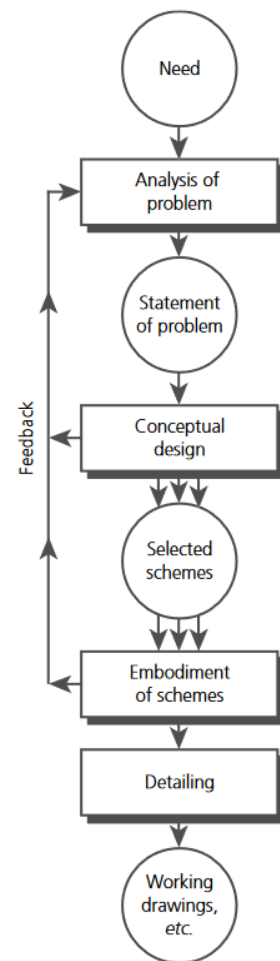 Need
Analysis of
problem
Statement
of problem
Feedback
Conceptual
design
Selected
schemes
Embodiment
of schemes
Detailing
Working
drawings,
etc.